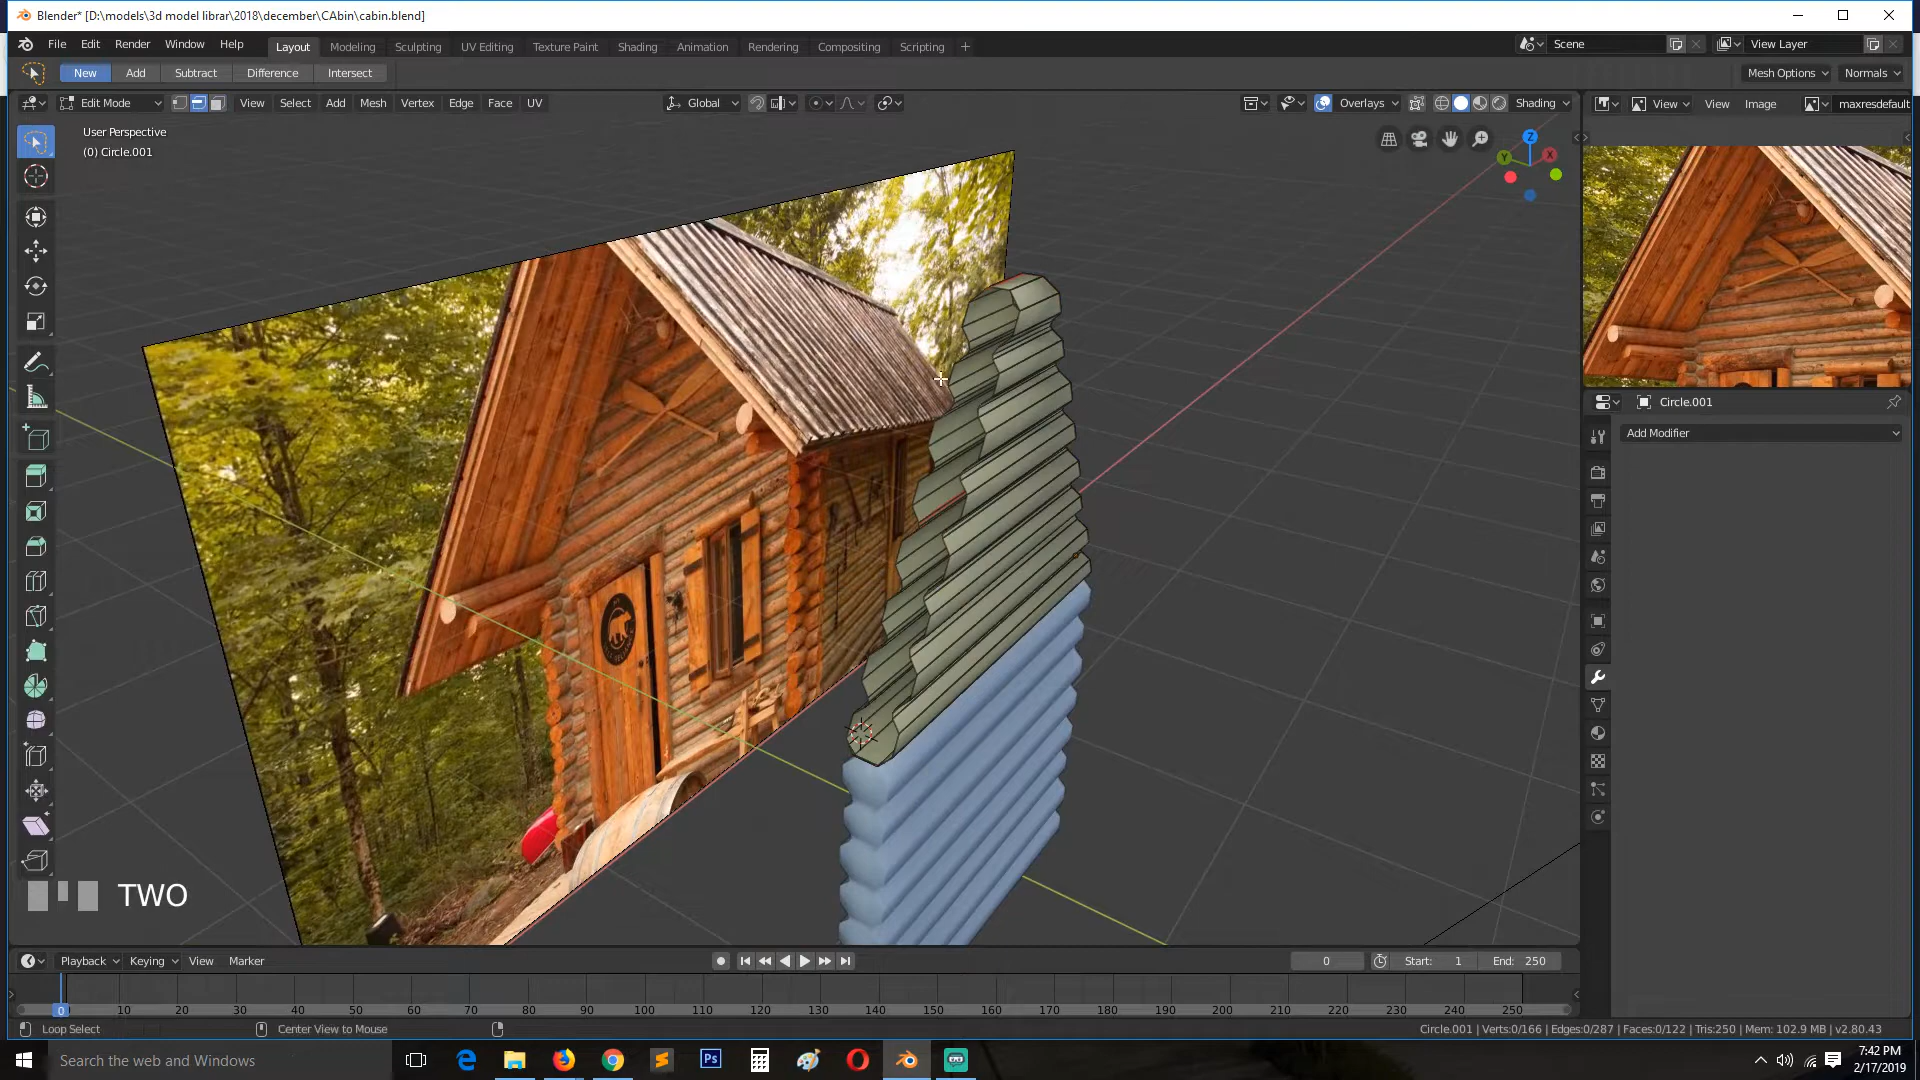 Blender* [D:\models\3d model librar\2018\december\CAbin\cabin.blend]
File Edit Render Window Help Layout Modeling Sculpting UV Editing Texture Paint Shading Animation Rendering Compositing Scripting + Scene View Layer
New Add Subtract Difference Intersect Mesh Options Normals
Edit Mode View Select Add Mesh Vertex Edge Face UV Global Overlays Shading View View Image maxresdefault
User Perspective
(0) Circle.001
Z
Y
X
Circle.001
Add Modifier
TWO
Playback Keying View Marker 0 Start: 1 End: 250
0 10 20 30 40 50 60 70 80 90 100 110 120 130 140 150 160 170 180 190 200 210 220 230 240 250
Loop Select Center View to Mouse Circle.001 | Verts:0/166 | Edges:0/287 | Faces:0/122 | Tris:250 | Mem: 102.9 MB | v2.80.43
Search the web and Windows
Ps
7:42 PM
2/17/2019